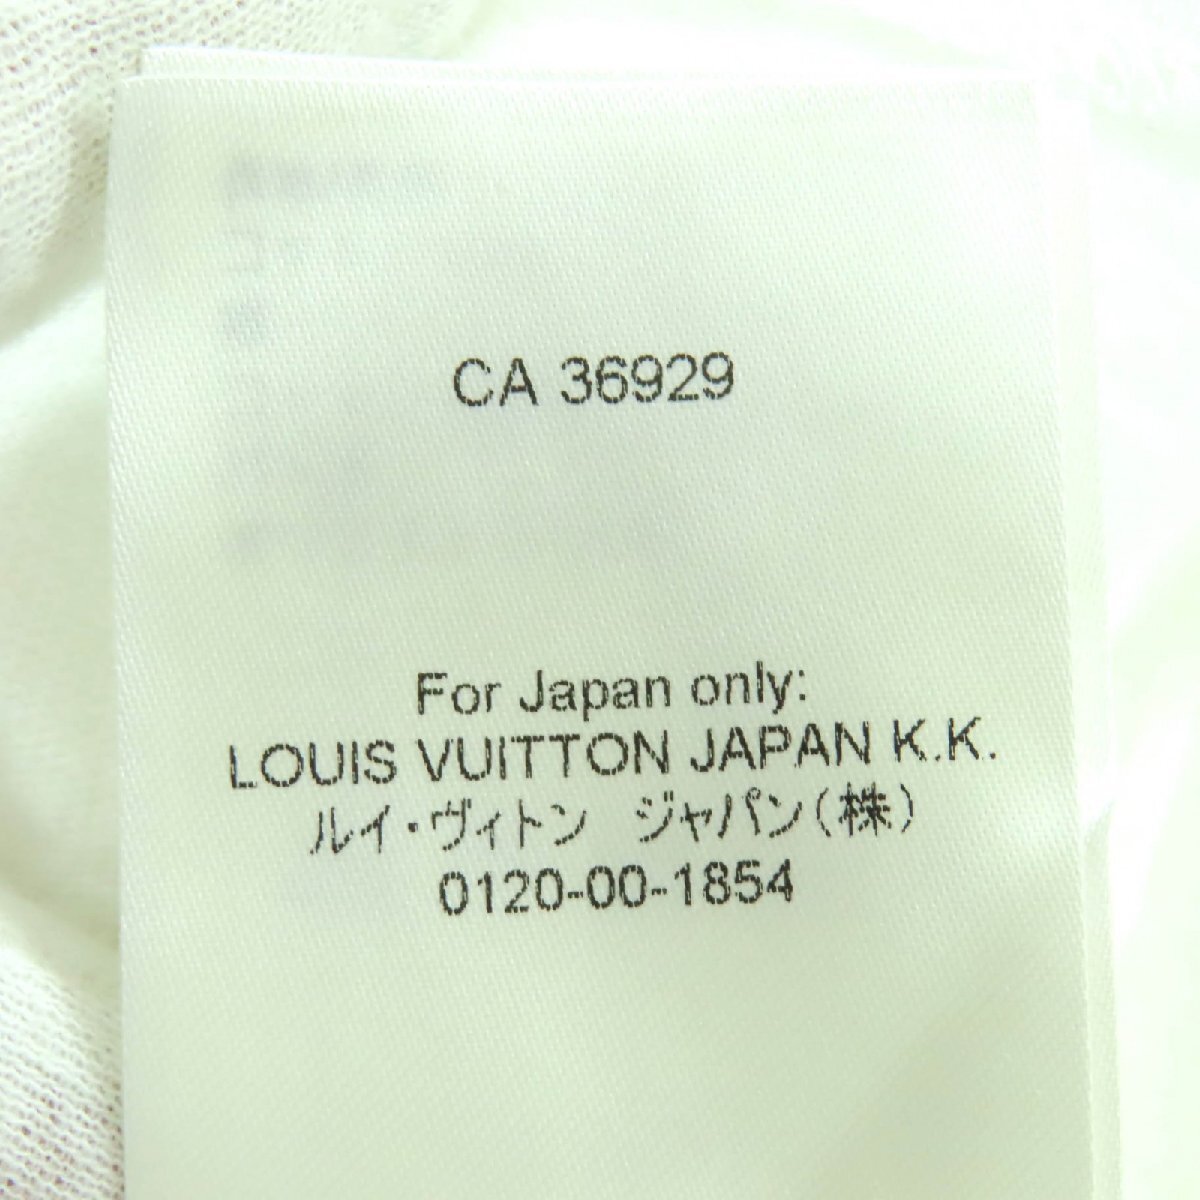 CA 36929
For Japan only:
LOUIS VUITTON JAPAN K.K.
ルイ・ヴィトン　ジャパン(株)
0120-00-1854